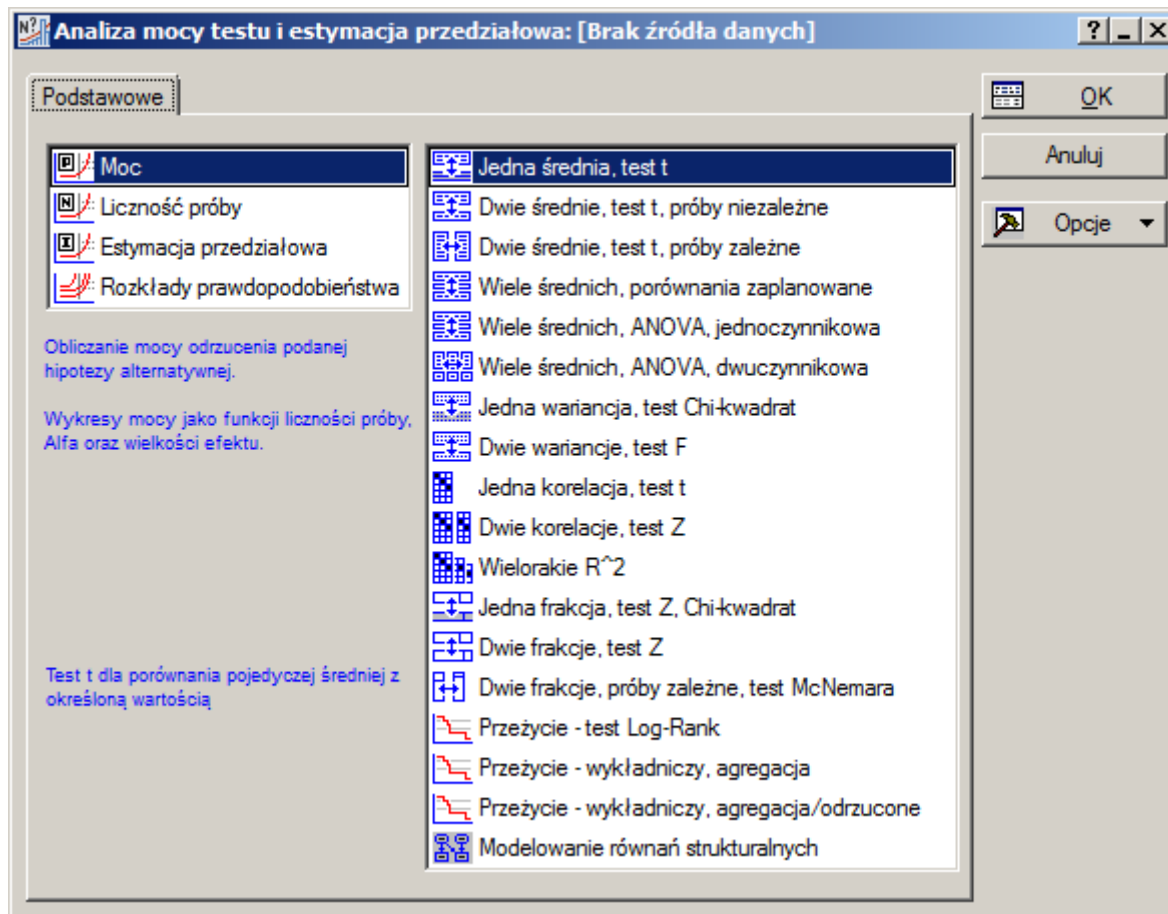 Analiza mocy testu i estymacja przedziałowa: [Brak źródła danych]
Podstawowe
OK
Anuluj
Opcje
Moc
Liczność próby
Estymacja przedziałowa
Rozkłady prawdopodobieństwa
Obliczanie mocy odrzucenia podanej
hipotezy alternatywnej.
Wykresy mocy jako funkcji liczności próby,
Alfa oraz wielkości efektu.
Test t dla porównania pojedyczej średniej z
określoną wartością
Jedna średnia, test t
Dwie średnie, test t, próby niezależne
Dwie średnie, test t, próby zależne
Wiele średnich, porównania zaplanowane
Wiele średnich, ANOVA, jednoczynnikowa
Wiele średnich, ANOVA, dwuczynnikowa
Jedna wariancja, test Chi-kwadrat
Dwie wariancje, test F
Jedna korelacja, test t
Dwie korelacje, test Z
Wielorakie R^2
Jedna frakcja, test Z, Chi-kwadrat
Dwie frakcje, test Z
Dwie frakcje, próby zależne, test McNemara
Przeżycie - test Log-Rank
Przeżycie - wykładniczy, agregacja
Przeżycie - wykładniczy, agregacja/odrzucone
Modelowanie równań strukturalnych